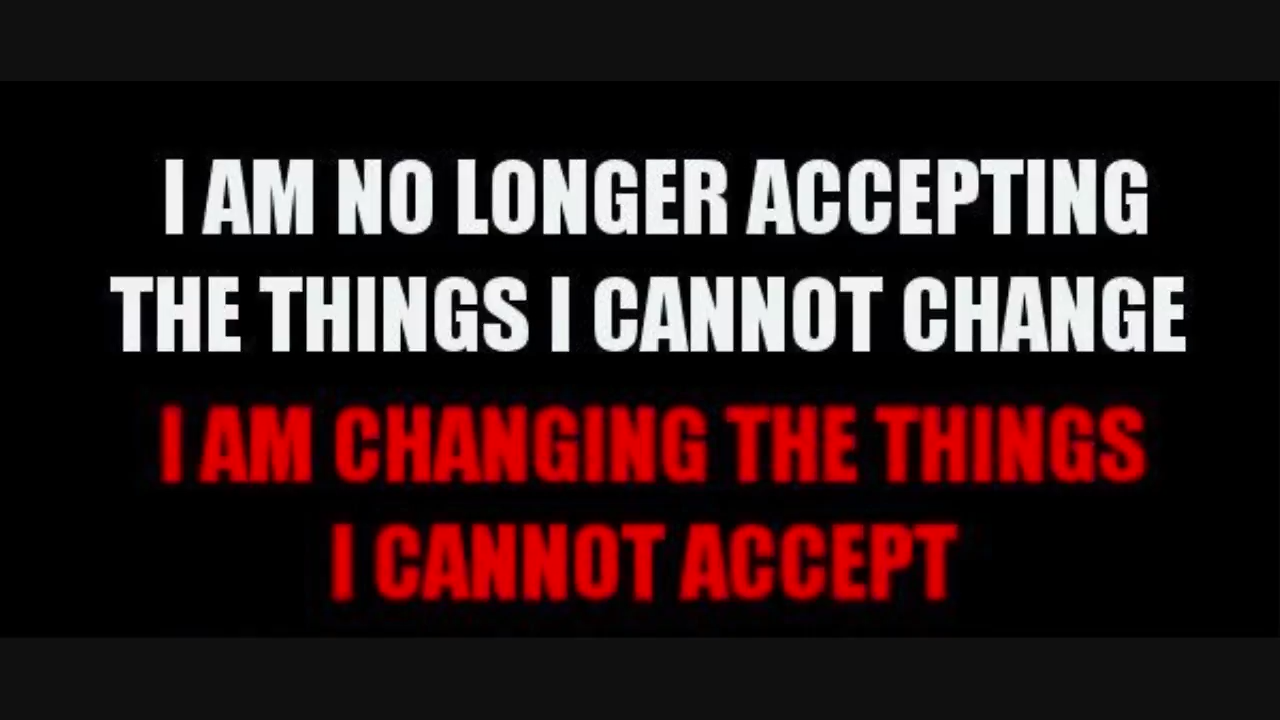 I AM NO LONGER ACCEPTING
THE THINGS I CANNOT CHANGE
I AM CHANGING THE THINGS
I CANNOT ACCEPT